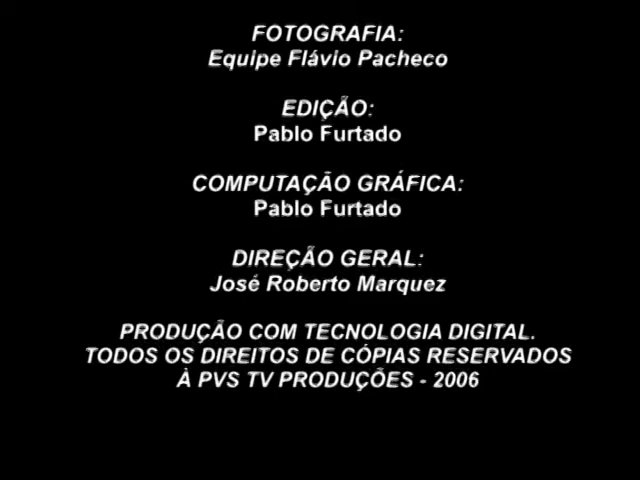 FOTOGRAFIA:
Equipe Flávio Pacheco
EDIÇÃO:
Pablo Furtado
COMPUTAÇÃO GRÁFICA:
Pablo Furtado
DIREÇÃO GERAL:
José Roberto Marquez
PRODUÇÃO COM TECNOLOGIA DIGITAL.
TODOS OS DIREITOS DE CÓPIAS RESERVADOS
À PVS TV PRODUÇÕES - 2006